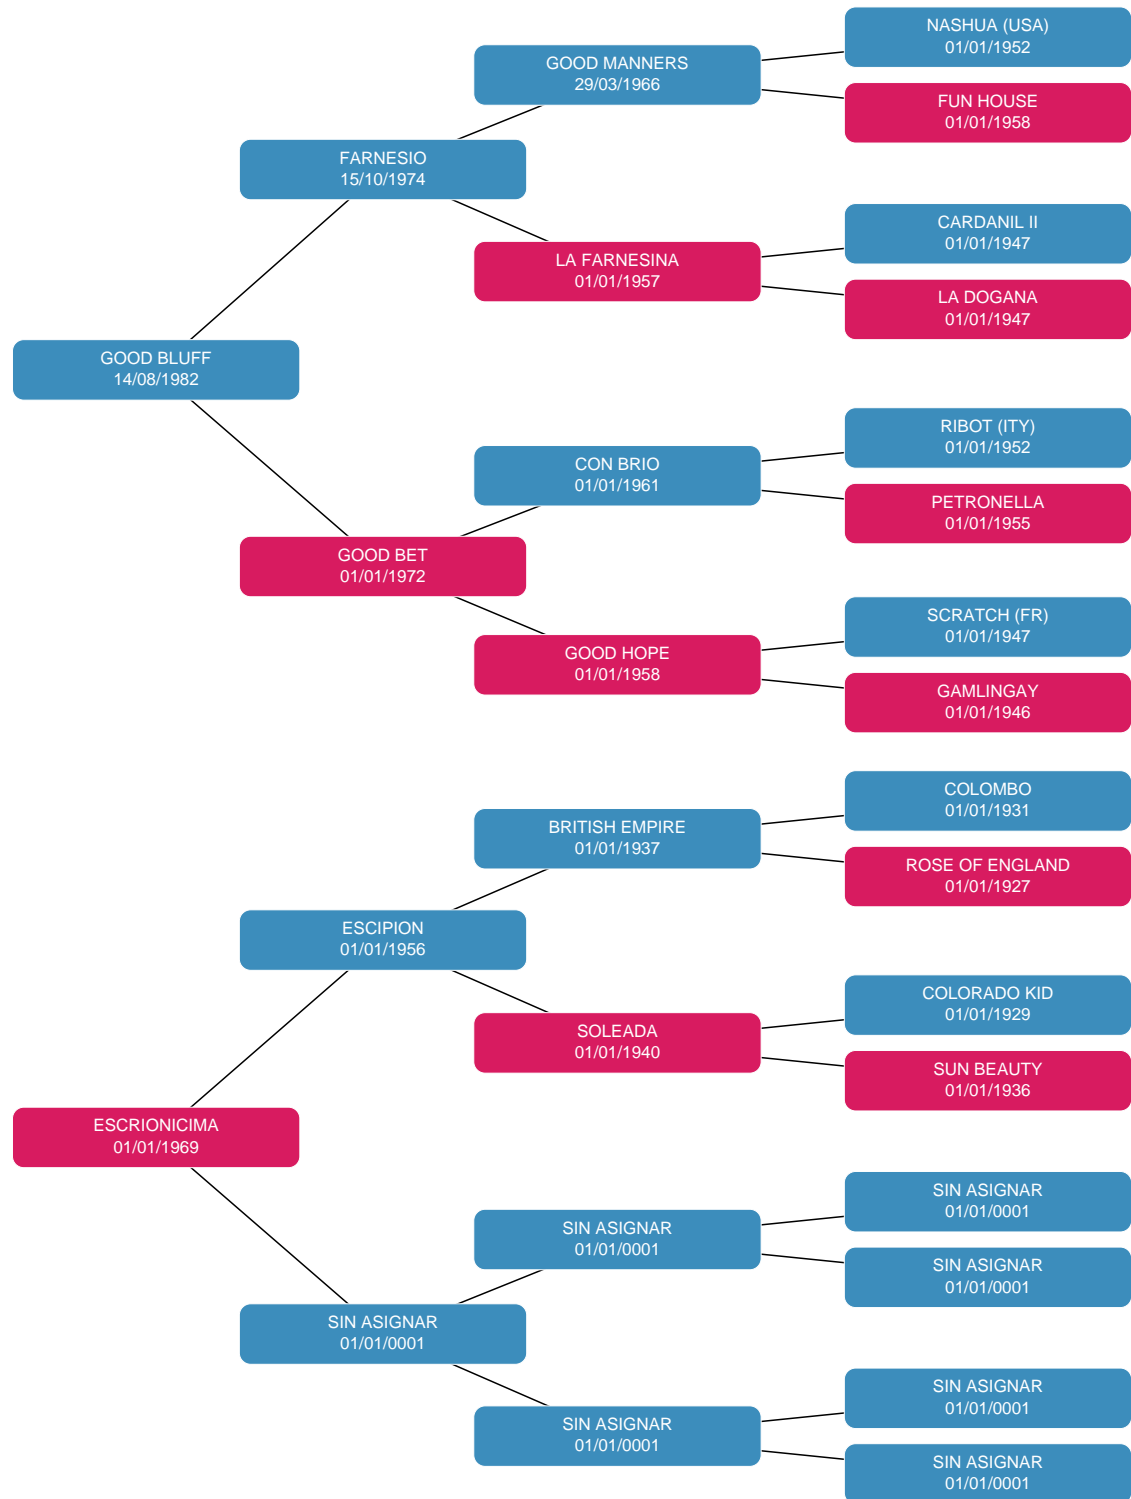 NASHUA (USA)
01/01/1952
GOOD MANNERS
29/03/1966
FUN HOUSE
01/01/1958
FARNESIO
15/10/1974
CARDANIL II
01/01/1947
LA FARNESINA
01/01/1957
LA DOGANA
01/01/1947
GOOD BLUFF
14/08/1982
RIBOT (ITY)
01/01/1952
CON BRIO
01/01/1961
PETRONELLA
01/01/1955
GOOD BET
01/01/1972
SCRATCH (FR)
01/01/1947
GOOD HOPE
01/01/1958
GAMLINGAY
01/01/1946
COLOMBO
01/01/1931
BRITISH EMPIRE
01/01/1937
ROSE OF ENGLAND
01/01/1927
ESCIPION
01/01/1956
COLORADO KID
01/01/1929
SOLEADA
01/01/1940
SUN BEAUTY
01/01/1936
ESCRIONICIMA
01/01/1969
SIN ASIGNAR
01/01/0001
SIN ASIGNAR
01/01/0001
SIN ASIGNAR
01/01/0001
SIN ASIGNAR
01/01/0001
SIN ASIGNAR
01/01/0001
SIN ASIGNAR
01/01/0001
SIN ASIGNAR
01/01/0001